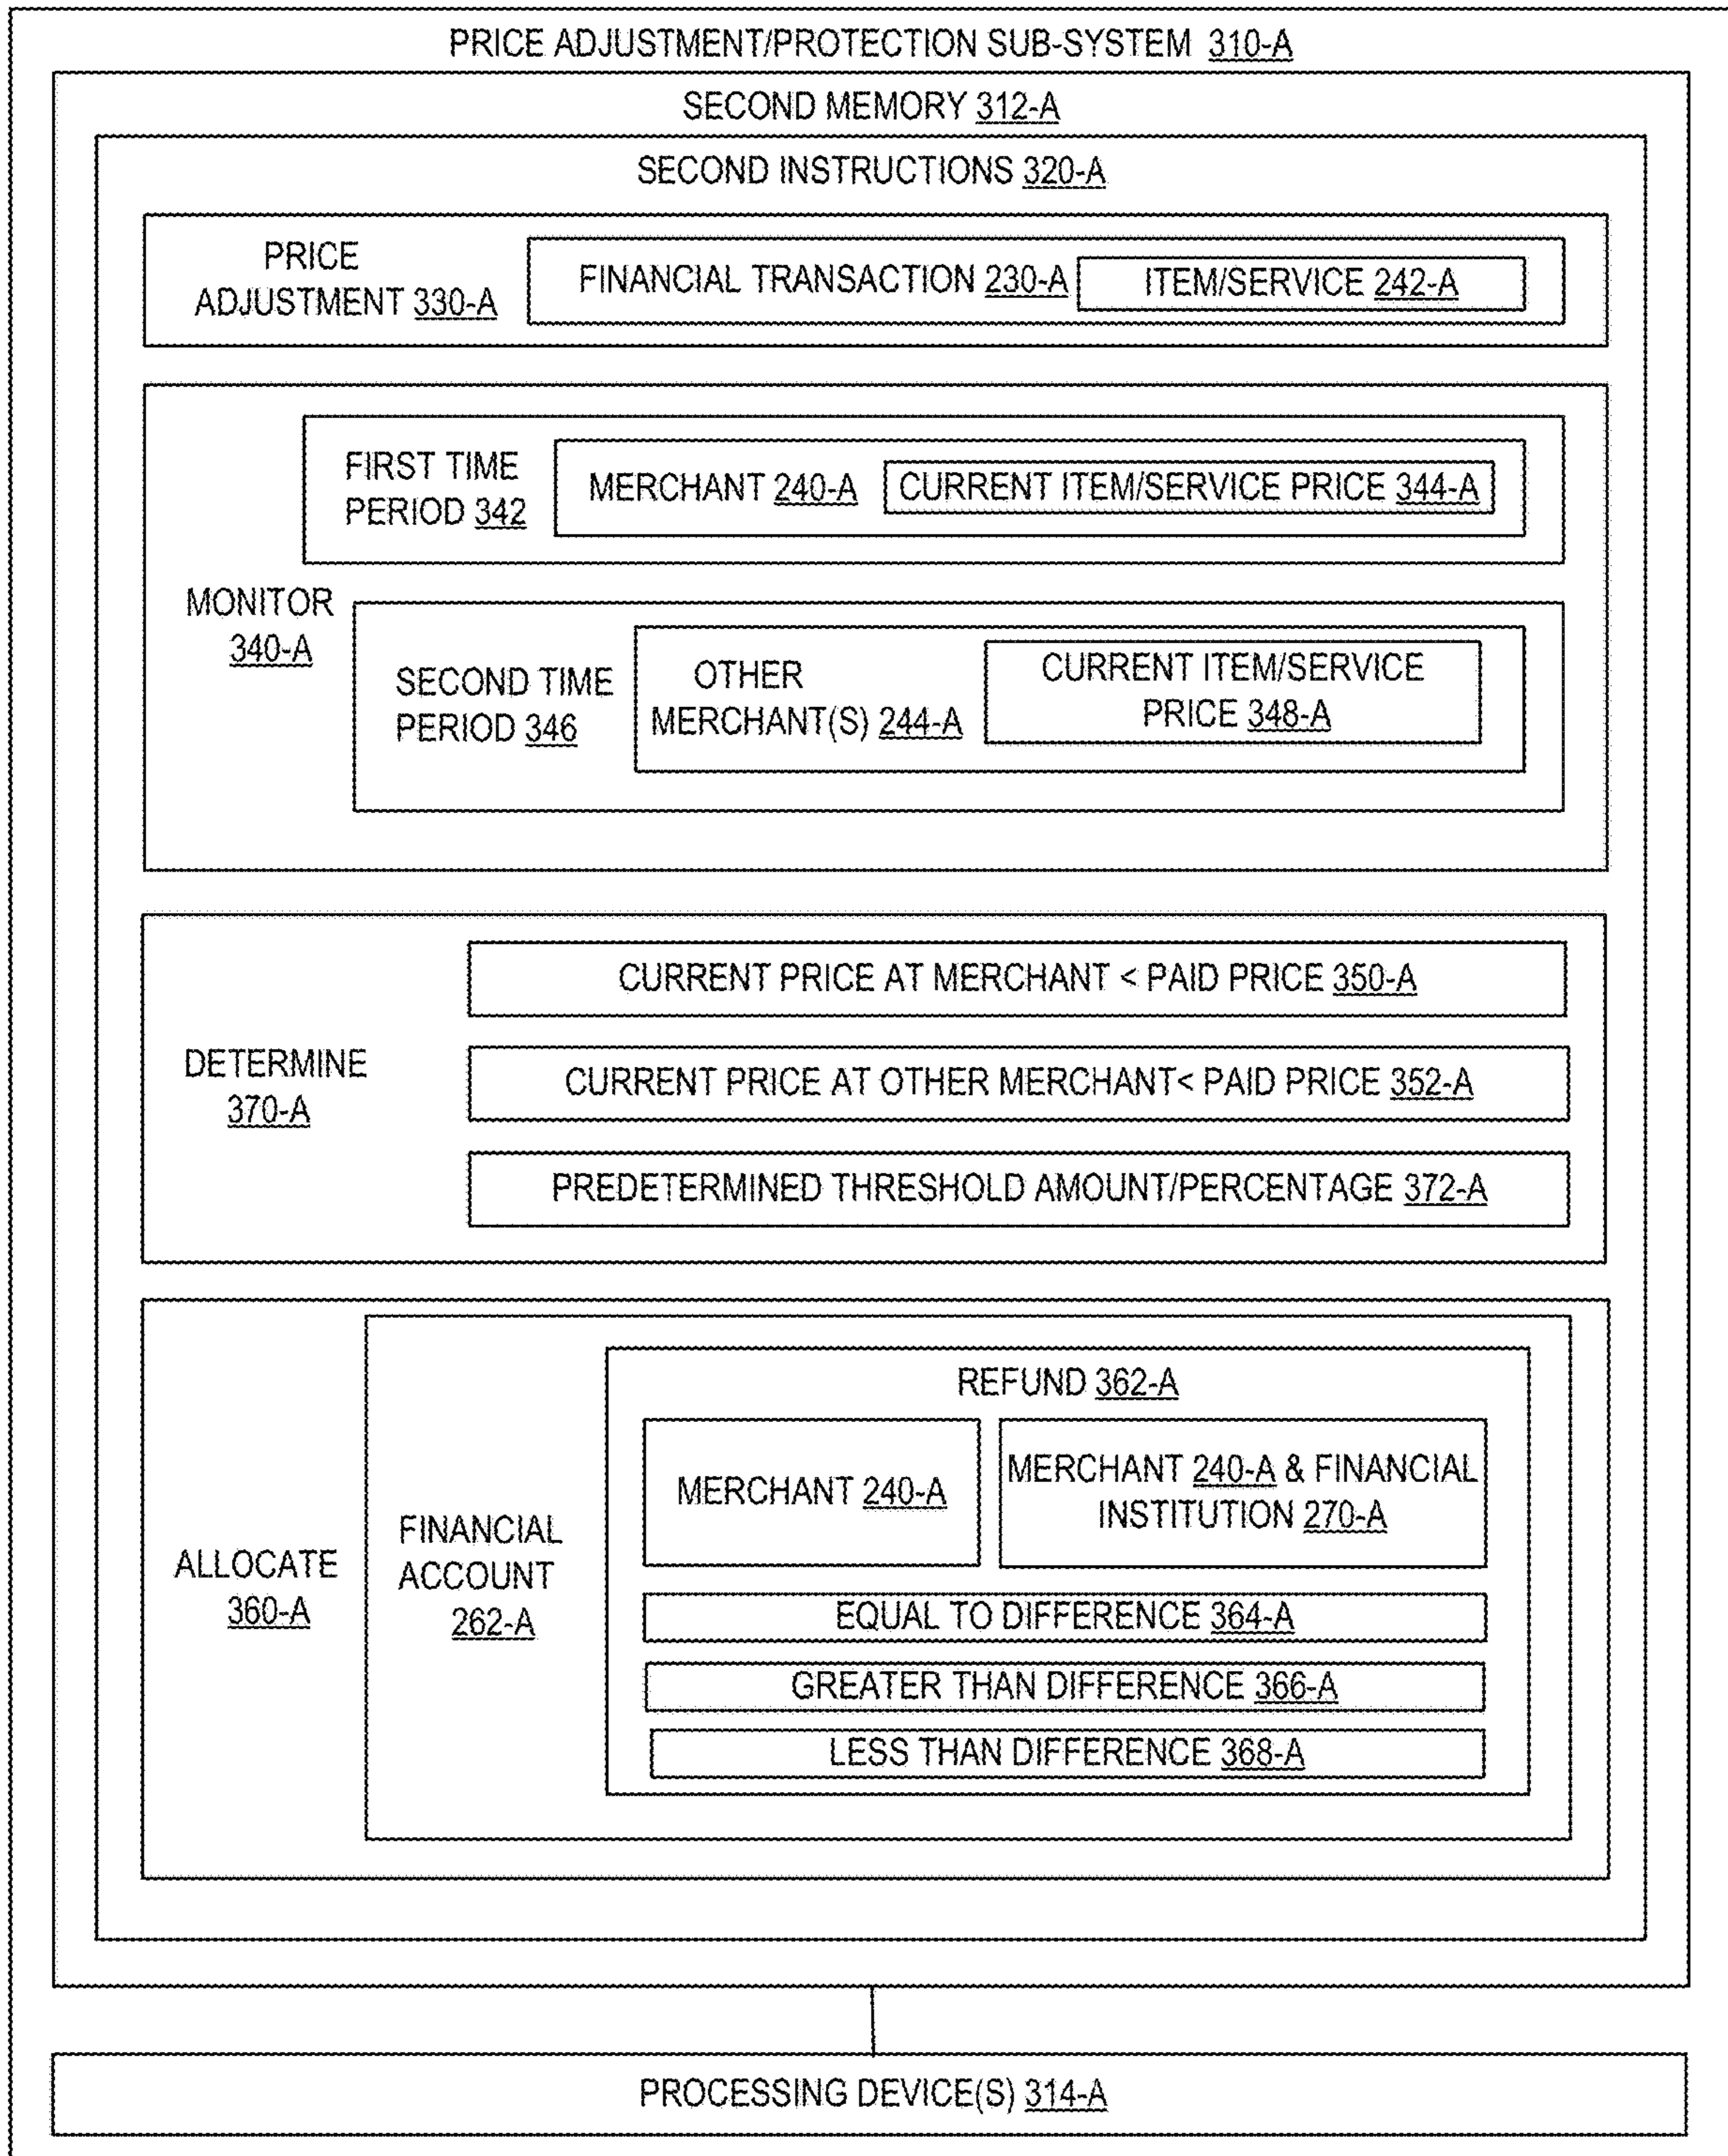 PRICE ADJUSTMENT/PROTECTION SUB-SYSTEM 310-A
SECOND MEMORY 312-A
SECOND INSTRUCTIONS 320-A
PRICE
ADJUSTMENT 330-A
FINANCIAL TRANSACTION 230-A
ITEM/SERVICE 242-A
MONITOR
340-A
FIRST TIME
PERIOD 342
MERCHANT 240-A
CURRENT ITEM/SERVICE PRICE 344-A
SECOND TIME
PERIOD 346
OTHER
MERCHANT(S) 244-A
CURRENT ITEM/SERVICE
PRICE 348-A
DETERMINE
370-A
CURRENT PRICE AT MERCHANT < PAID PRICE 350-A
CURRENT PRICE AT OTHER MERCHANT< PAID PRICE 352-A
PREDETERMINED THRESHOLD AMOUNT/PERCENTAGE 372-A
ALLOCATE
360-A
FINANCIAL
ACCOUNT
262-A
REFUND 362-A
MERCHANT 240-A
MERCHANT 240-A & FINANCIAL
INSTITUTION 270-A
EQUAL TO DIFFERENCE 364-A
GREATER THAN DIFFERENCE 366-A
LESS THAN DIFFERENCE 368-A
PROCESSING DEVICE(S) 314-A